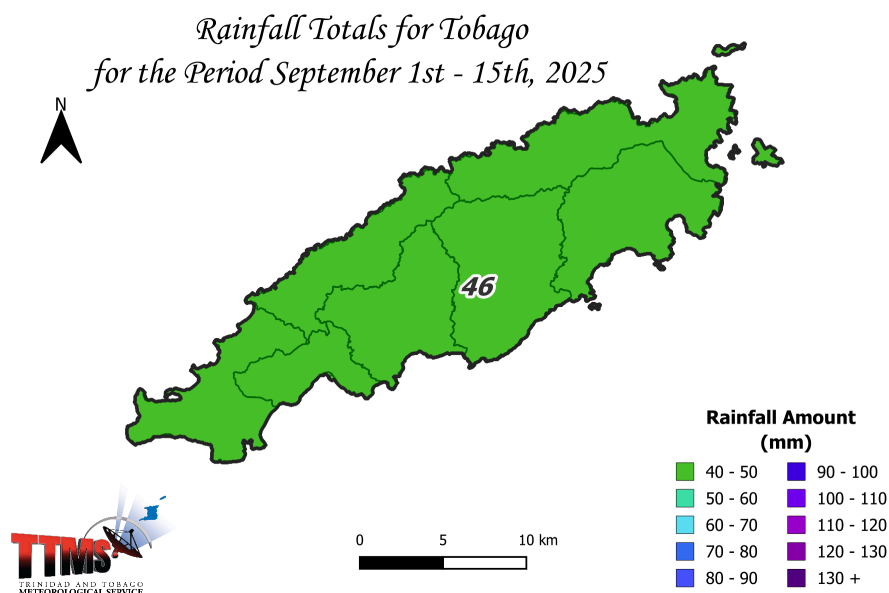 Rainfall Totals for Tobago
for the Period September 1st - 15th, 2025
N
46
Rainfall Amount
(mm)
40 - 50
50 - 60
60 - 70
70 - 80
80 - 90
90 - 100
100 - 110
110 - 120
120 - 130
130 +
0 5 10 km
TTMS
TRINIDAD AND TOBAGO
METEOROLOGICAL SERVICE